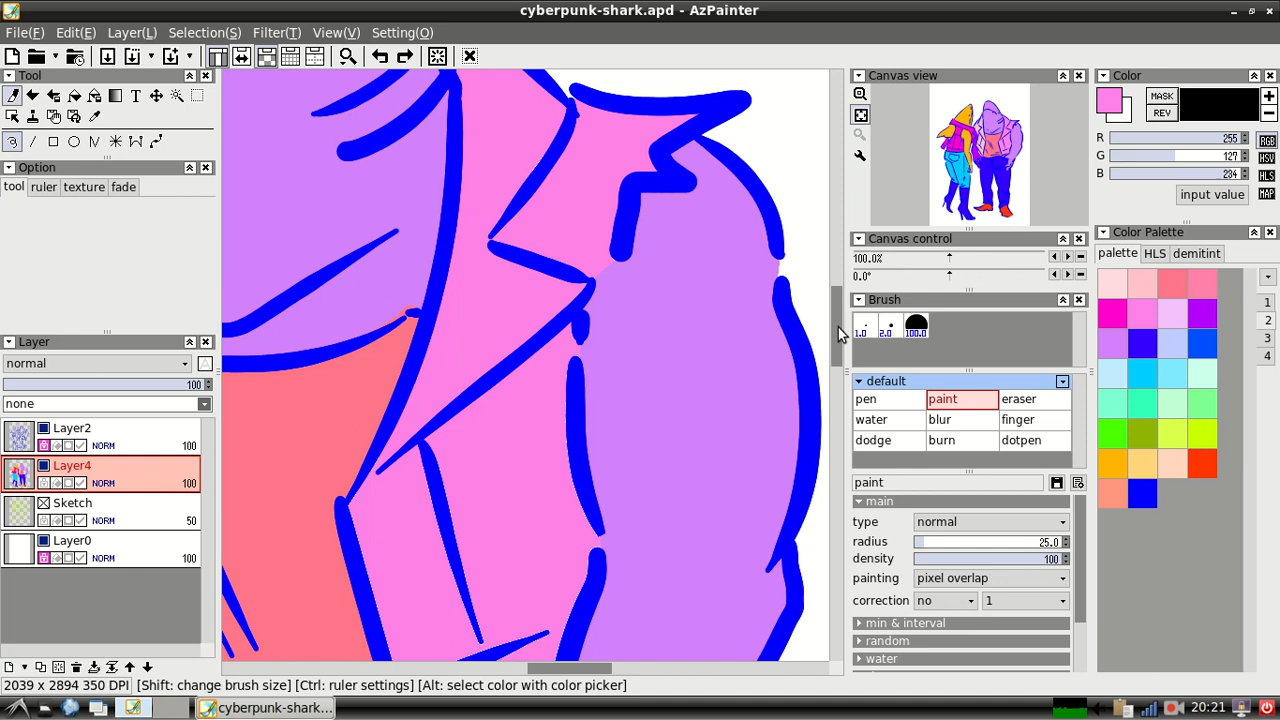 cyberpunk-shark.apd - AzPainter
File(F) Edit(E) Layer(L) Selection(S) Filter(T) View(V) Setting(O)
Tool
Option
tool ruler texture fade
Layer
normal
100
none
Layer2
NORM 100
Layer4
NORM 100
Sketch
NORM 50
Layer0
NORM 100
Canvas view
Canvas control
100.0%
0.0°
Brush
1.0 2.0 100.0
default
pen paint eraser
water blur finger
dodge burn dotpen
paint
main
type normal
radius 25.0
density 100
painting pixel overlap
correction no 1
min & interval
random
water
Color
MASK
REV
R 255
G 127
B 234
input value
RGB
HSV
HLS
MAP
Color Palette
palette HLS demitint
1
2
3
4
2039 x 2894 350 DPI [Shift: change brush size] [Ctrl: ruler settings] [Alt: select color with color picker]
cyberpunk-shark...
20:21